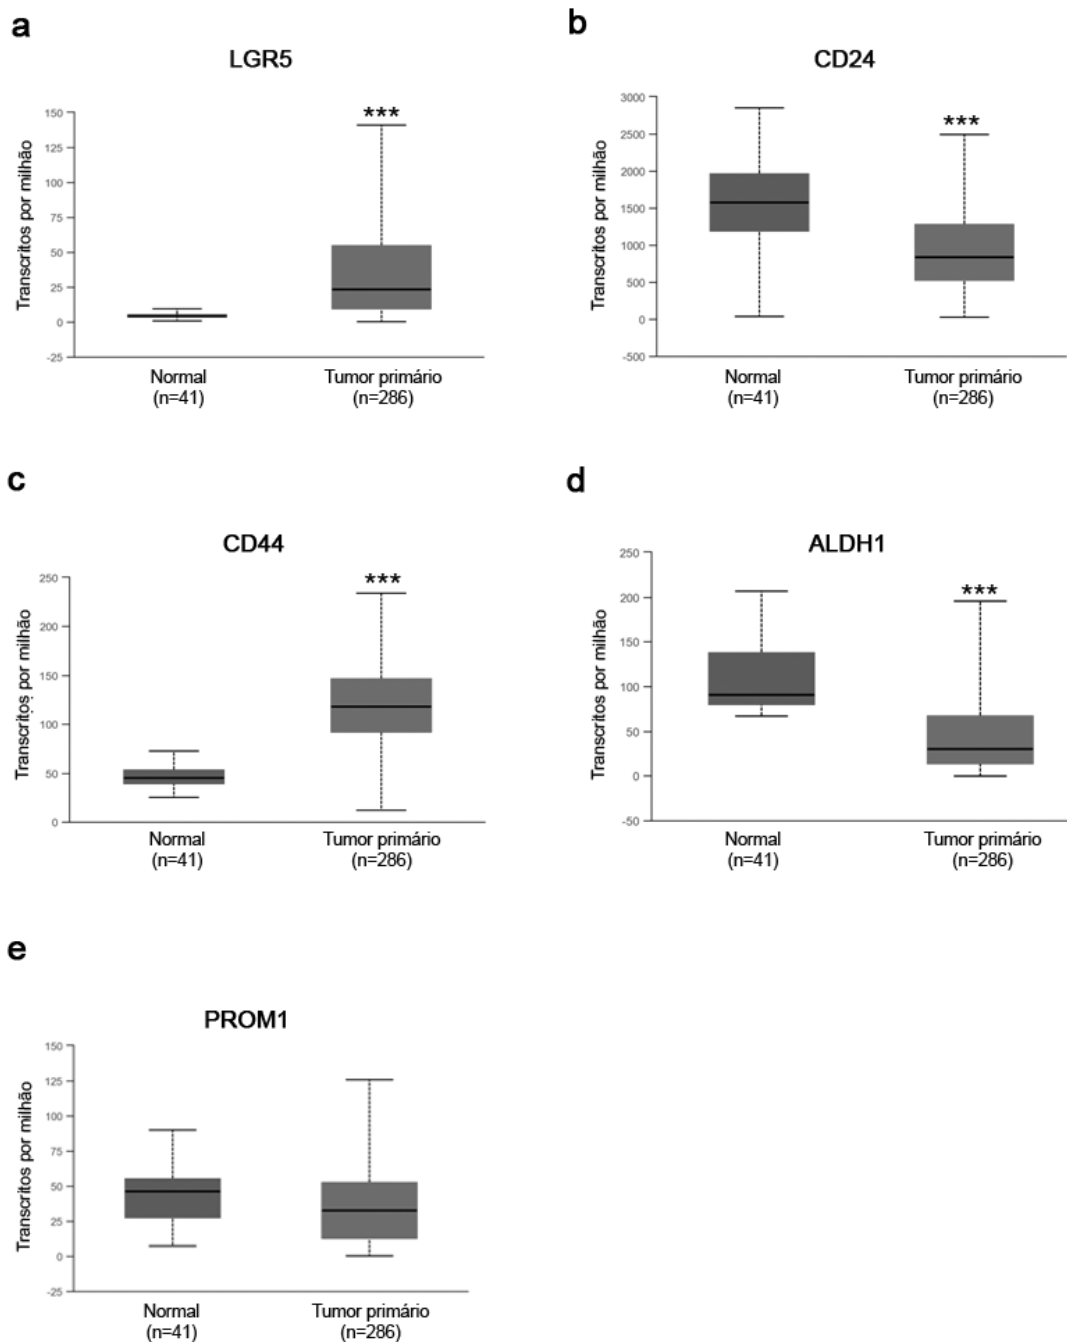 a
LGR5
Transcritos por milhão
150
125
100
75
50
25
0
-25
***
Normal
(n=41)
Tumor primário
(n=286)
b
CD24
Transcritos por milhão
3000
2500
2000
1500
1000
500
0
-500
***
Normal
(n=41)
Tumor primário
(n=286)
c
CD44
Transcritos por milhão
250
200
150
100
50
0
***
Normal
(n=41)
Tumor primário
(n=286)
d
ALDH1
Transcritos por milhão
250
200
150
100
50
0
-50
***
Normal
(n=41)
Tumor primário
(n=286)
e
PROM1
Transcritos por milhão
150
125
100
75
50
25
0
-25
Normal
(n=41)
Tumor primário
(n=286)